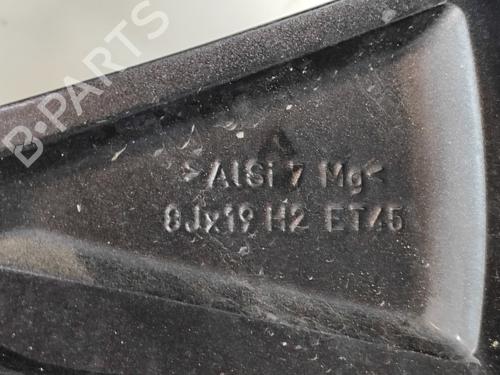 B-PARTS
>AlSi 7 Mg<
8Jx19 H2 ET45